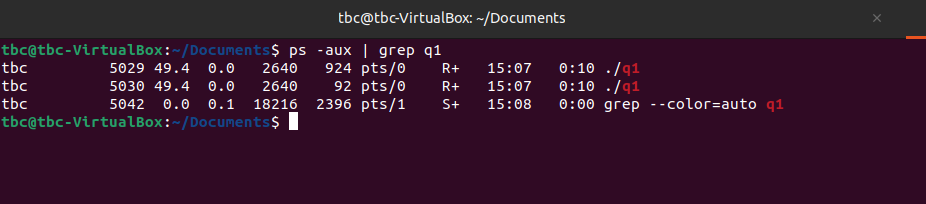 tbc@tbc-VirtualBox: ~/Documents
tbc@tbc-VirtualBox:~/Documents$ ps -aux | grep q1
tbc 5029 49.4 0.0 2640 924 pts/0 R+ 15:07 0:10 ./q1
tbc 5030 49.4 0.0 2640 92 pts/0 R+ 15:07 0:10 ./q1
tbc 5042 0.0 0.1 18216 2396 pts/1 S+ 15:08 0:00 grep --color=auto q1
tbc@tbc-VirtualBox:~/Documents$